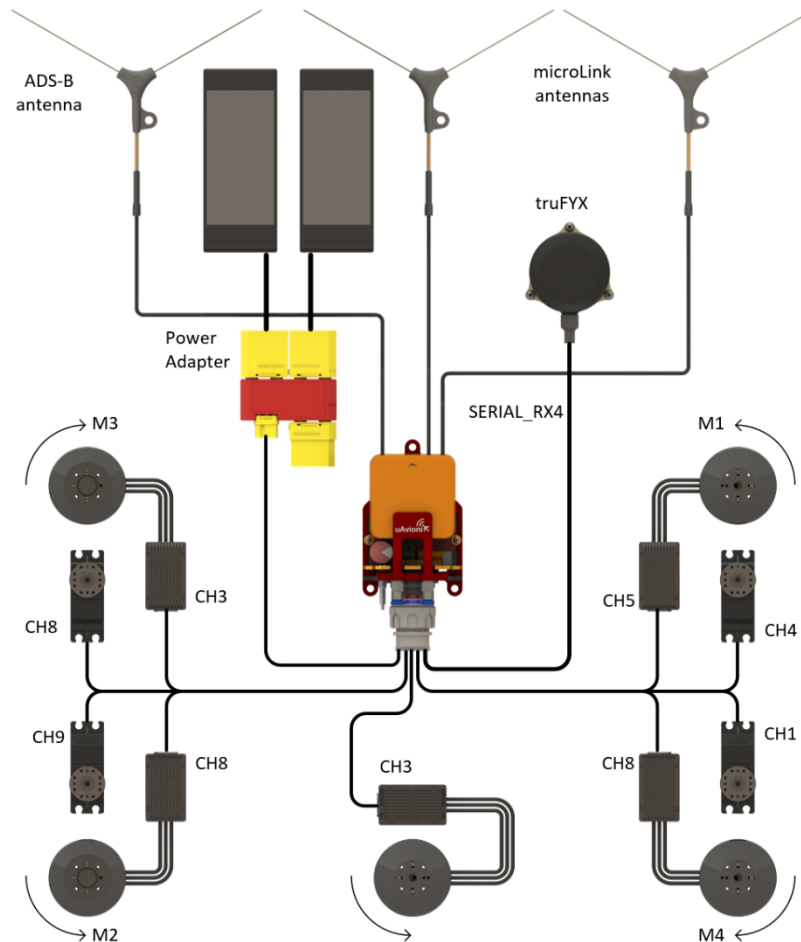 ADS-B
antenna
microLink
antennas
truFYX
Power
Adapter
SERIAL_RX4
M3
M1
uAvionix
CH3
CH5
CH8
CH4
CH9
CH8
CH3
CH8
CH1
M2
M4